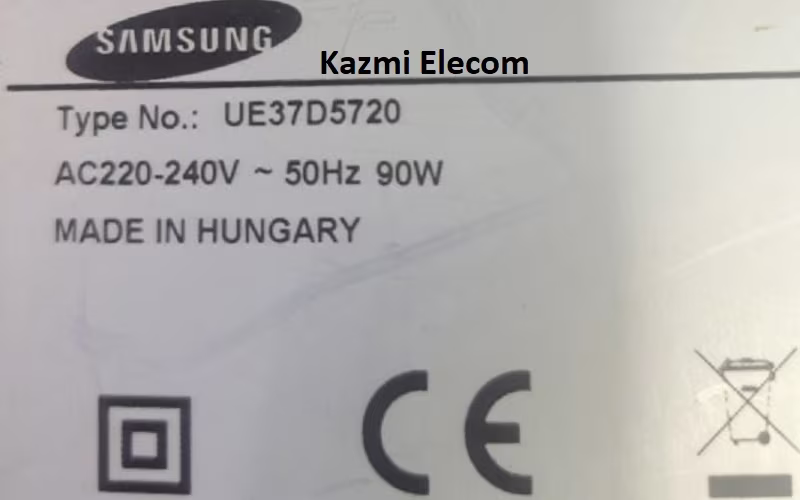 SAMSUNG
Kazmi Elecom
Type No.: UE37D5720
AC220-240V ~ 50Hz 90W
MADE IN HUNGARY
CE